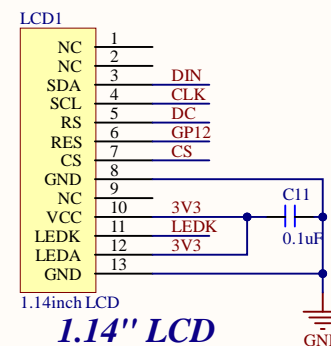 LCD1
NC 1
NC 2
SDA 3 DIN
SCL 4 CLK
RS 5 DC
RES 6 GP12
CS 7 CS
GND 8
NC 9
VCC 10 3V3
LEDK 11 LEDK
LEDA 12 3V3
GND 13
C11
0.1uF
1.14inch LCD
1.14" LCD
GND